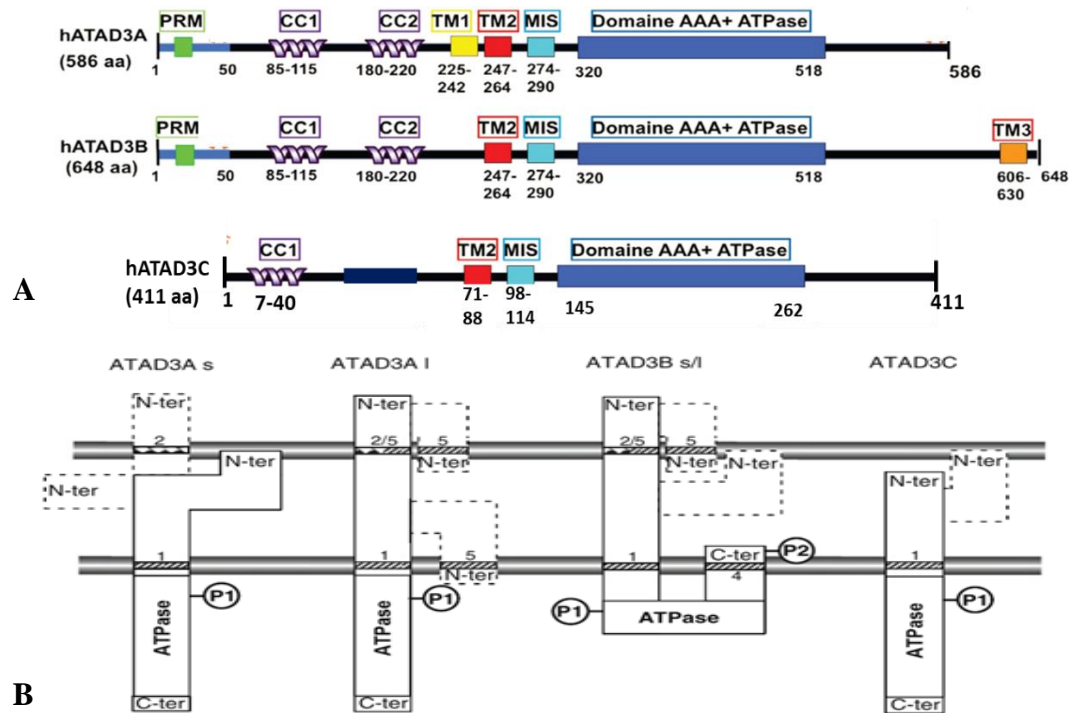 PRM CC1 CC2 TM1 TM2 MIS Domaine AAA+ ATPase
hATAD3A
(586 aa)
1 50 85-115 180-220 225-242 247-264 274-290 320 518 586
PRM CC1 CC2 TM2 MIS Domaine AAA+ ATPase TM3
hATAD3B
(648 aa)
1 50 85-115 180-220 247-264 274-290 320 518 606-630 648
CC1 TM2 MIS Domaine AAA+ ATPase
hATAD3C
(411 aa)
1 7-40 71-88 98-114 145 262 411
A
ATAD3A s ATAD3A l ATAD3B s/l ATAD3C
N-ter N-ter N-ter
2 2/5 5 2/5 5
N-ter N-ter N-ter N-ter N-ter
N-ter N-ter
C-ter P2
1 1 5 1 4 1
N-ter
P1 P1 P1 P1
ATPase ATPase ATPase ATPase
C-ter C-ter C-ter
B